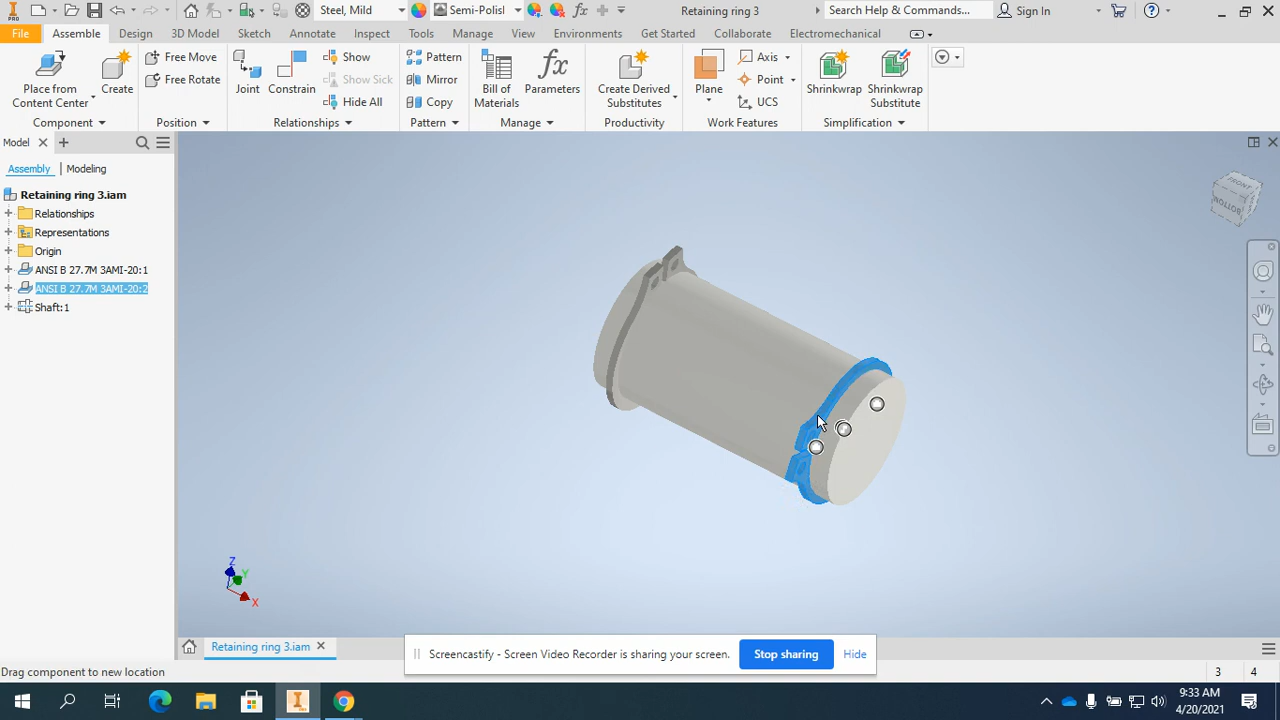 PRO
Steel, Mild
Semi-Polisl
fx
Retaining ring 3
Search Help & Commands...
Sign In
File
Assemble
Design
3D Model
Sketch
Annotate
Inspect
Tools
Manage
View
Environments
Get Started
Collaborate
Electromechanical
Place from
Content Center
Create
Free Move
Free Rotate
Joint
Constrain
Show
Show Sick
Hide All
Pattern
Mirror
Copy
Bill of
Materials
fx
Parameters
Create Derived
Substitutes
Plane
Axis
Point
UCS
Shrinkwrap
Shrinkwrap
Substitute
Component
Position
Relationships
Pattern
Manage
Productivity
Work Features
Simplification
Model
Assembly
Modeling
Retaining ring 3.iam
Relationships
Representations
Origin
ANSI B 27.7M 3AMI-20:1
ANSI B 27.7M 3AMI-20:2
Shaft:1
FRONT
BOTTOM
Z
Y
X
Retaining ring 3.iam
Screencastify - Screen Video Recorder is sharing your screen.
Stop sharing
Hide
Drag component to new location
3
4
9:33 AM
4/20/2021